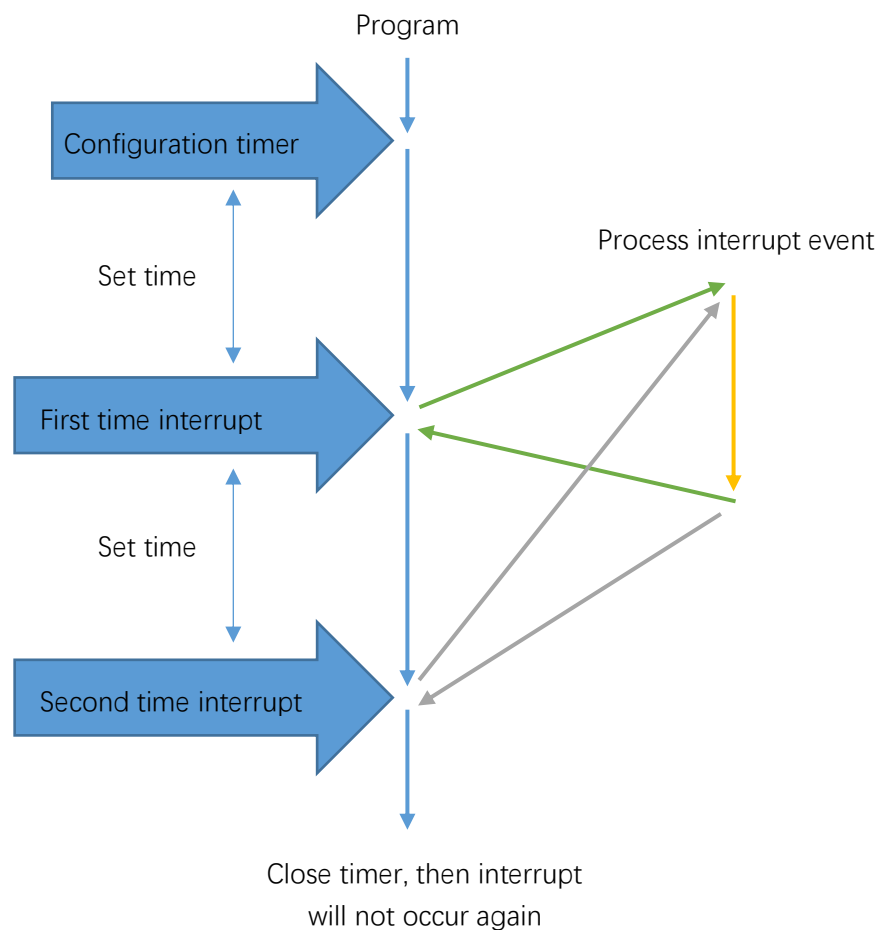 Program
Configuration timer
Process interrupt event
Set time
First time interrupt
Set time
Second time interrupt
Close timer, then interrupt
will not occur again